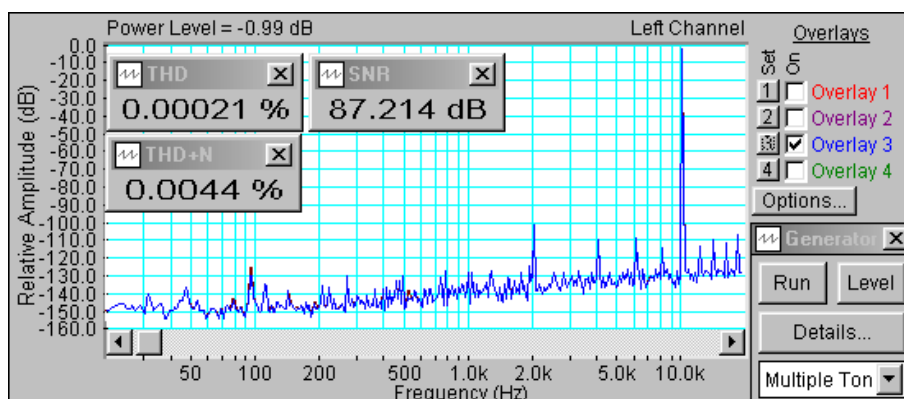 Power Level = -0.99 dB
Left Channel
THD
0.00021 %
SNR
87.214 dB
THD+N
0.0044 %
Relative Amplitude (dB)
0.0
-10.0
-20.0
-30.0
-40.0
-50.0
-60.0
-70.0
-80.0
-90.0
-100.0
-110.0
-120.0
-130.0
-140.0
-150.0
-160.0
50 100 200 500 1.0k 2.0k 5.0k 10.0k
Frequency (Hz)
Overlays
Set On
1 Overlay 1
2 Overlay 2
3 Overlay 3
4 Overlay 4
Options...
Generator
Run Level
Details...
Multiple Ton